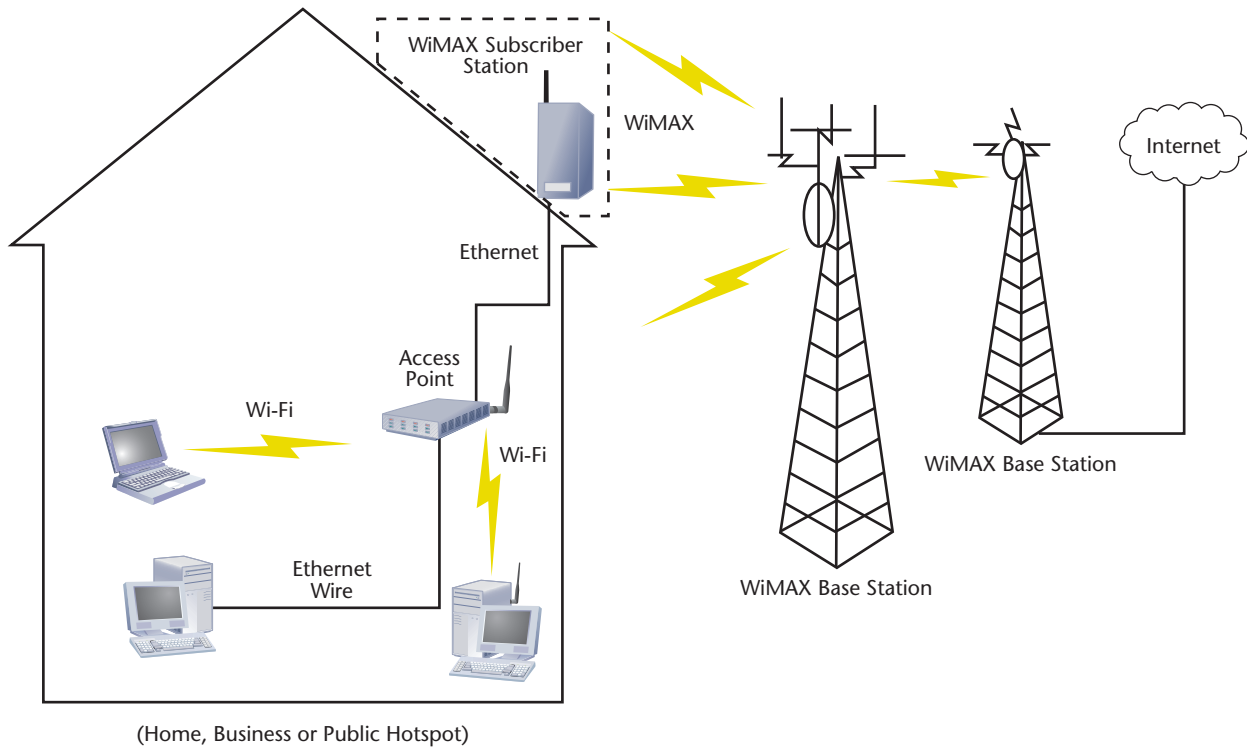 WiMAX Subscriber
Station
WiMAX
Internet
Ethernet
Access
Point
Wi-Fi
Wi-Fi
WiMAX Base Station
Ethernet
Wire
WiMAX Base Station
(Home, Business or Public Hotspot)